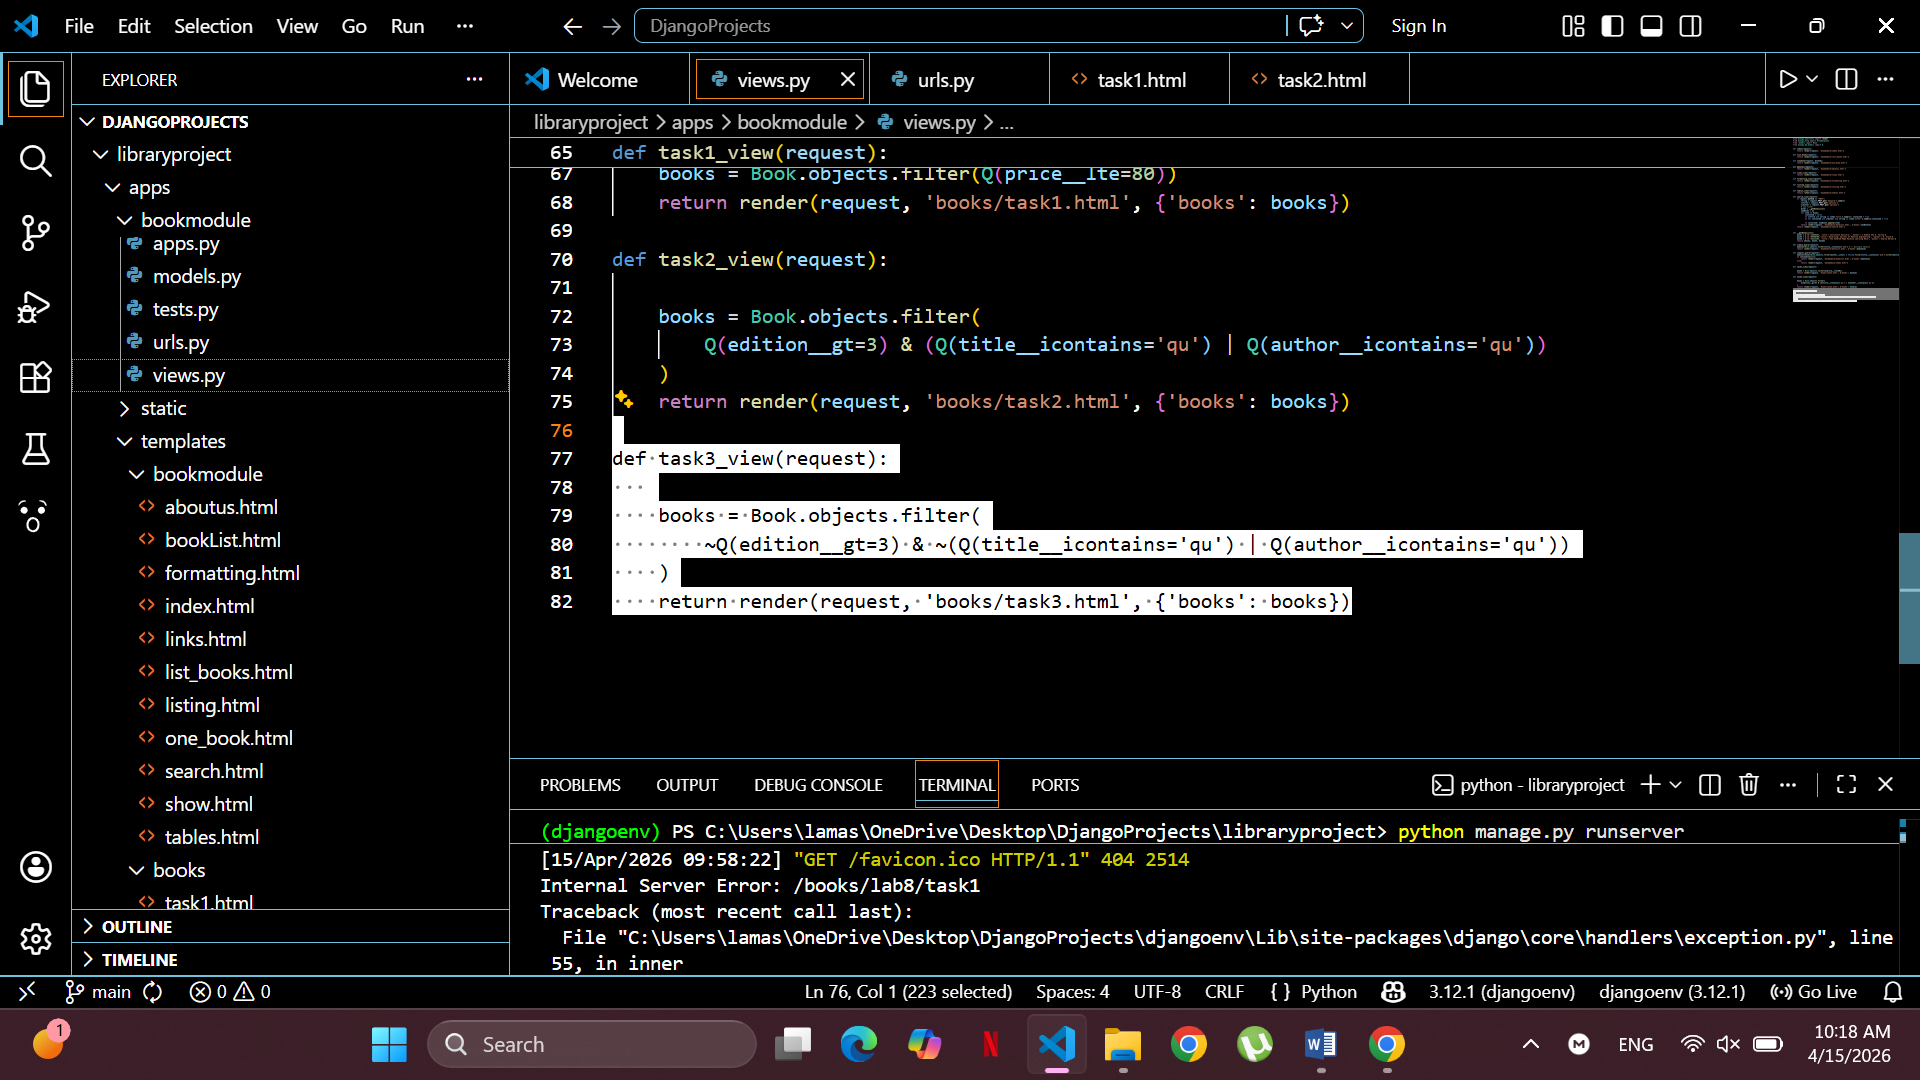 File Edit Selection View Go Run ...
DjangoProjects
Sign In
EXPLORER
DJANGOPROJECTS
libraryproject
apps
bookmodule
apps.py
models.py
tests.py
urls.py
views.py
static
templates
bookmodule
aboutus.html
bookList.html
formatting.html
index.html
links.html
list_books.html
listing.html
one_book.html
search.html
show.html
tables.html
books
task1.html
OUTLINE
TIMELINE
Welcome views.py urls.py task1.html task2.html
libraryproject > apps > bookmodule > views.py > ...
65 def task1_view(request):
67     books = Book.objects.filter(Q(price__lte=80))
68     return render(request, 'books/task1.html', {'books': books})
69
70 def task2_view(request):
71
72     books = Book.objects.filter(
73         Q(edition__gt=3) & (Q(title__icontains='qu') | Q(author__icontains='qu'))
74     )
75     return render(request, 'books/task2.html', {'books': books})
76
77 def task3_view(request):
78
79     books = Book.objects.filter(
80         ~Q(edition__gt=3) & ~(Q(title__icontains='qu') | Q(author__icontains='qu'))
81     )
82     return render(request, 'books/task3.html', {'books': books})
PROBLEMS OUTPUT DEBUG CONSOLE TERMINAL PORTS
python - libraryproject
(djangoenv) PS C:\Users\lamas\OneDrive\Desktop\DjangoProjects\libraryproject> python manage.py runserver
[15/Apr/2026 09:58:22] "GET /favicon.ico HTTP/1.1" 404 2514
Internal Server Error: /books/lab8/task1
Traceback (most recent call last):
  File "C:\Users\lamas\OneDrive\Desktop\DjangoProjects\djangoenv\Lib\site-packages\django\core\handlers\exception.py", line
 55, in inner
main 0 0
Ln 76, Col 1 (223 selected) Spaces: 4 UTF-8 CRLF { } Python 3.12.1 (djangoenv) djangoenv (3.12.1) Go Live
1
Search
N
W
M
ENG
10:18 AM
4/15/2026